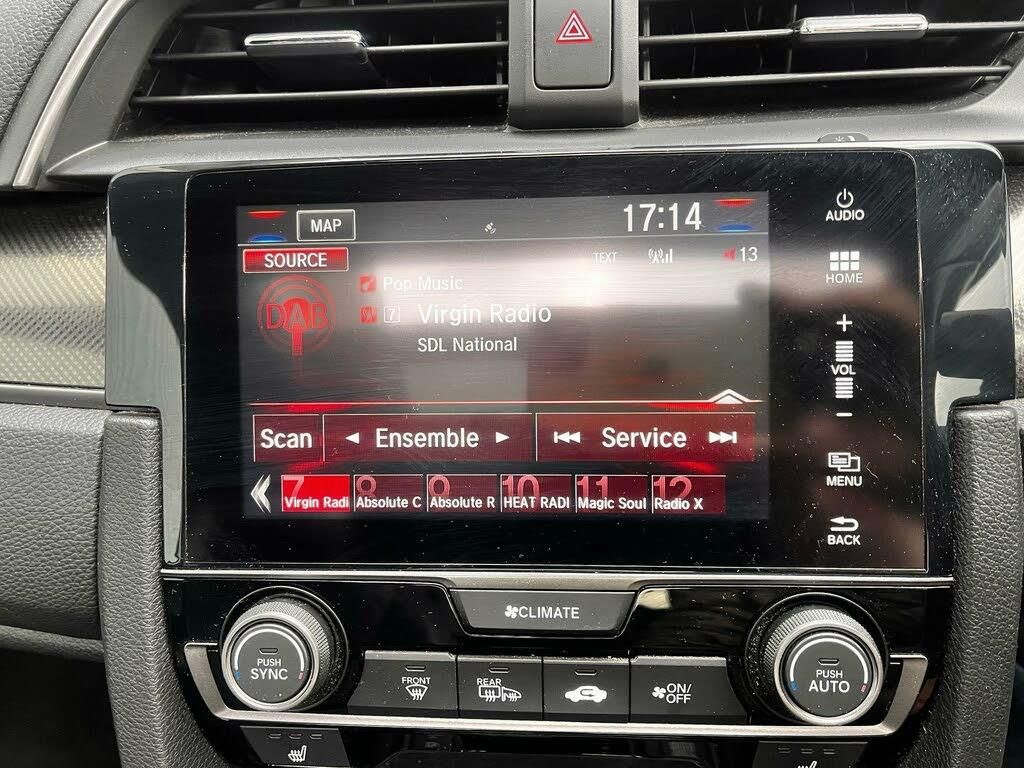 MAP
17:14
AUDIO
SOURCE
TEXT
13
HOME
DAB
Pop Music
7 Virgin Radio
SDL National
+
VOL
-
Scan
Ensemble
Service
MENU
7 8 9 10 11 12
Virgin Radi Absolute C Absolute R HEAT RADI Magic Soul Radio X
BACK
CLIMATE
PUSH
SYNC
FRONT
REAR
ON/
OFF
PUSH
AUTO